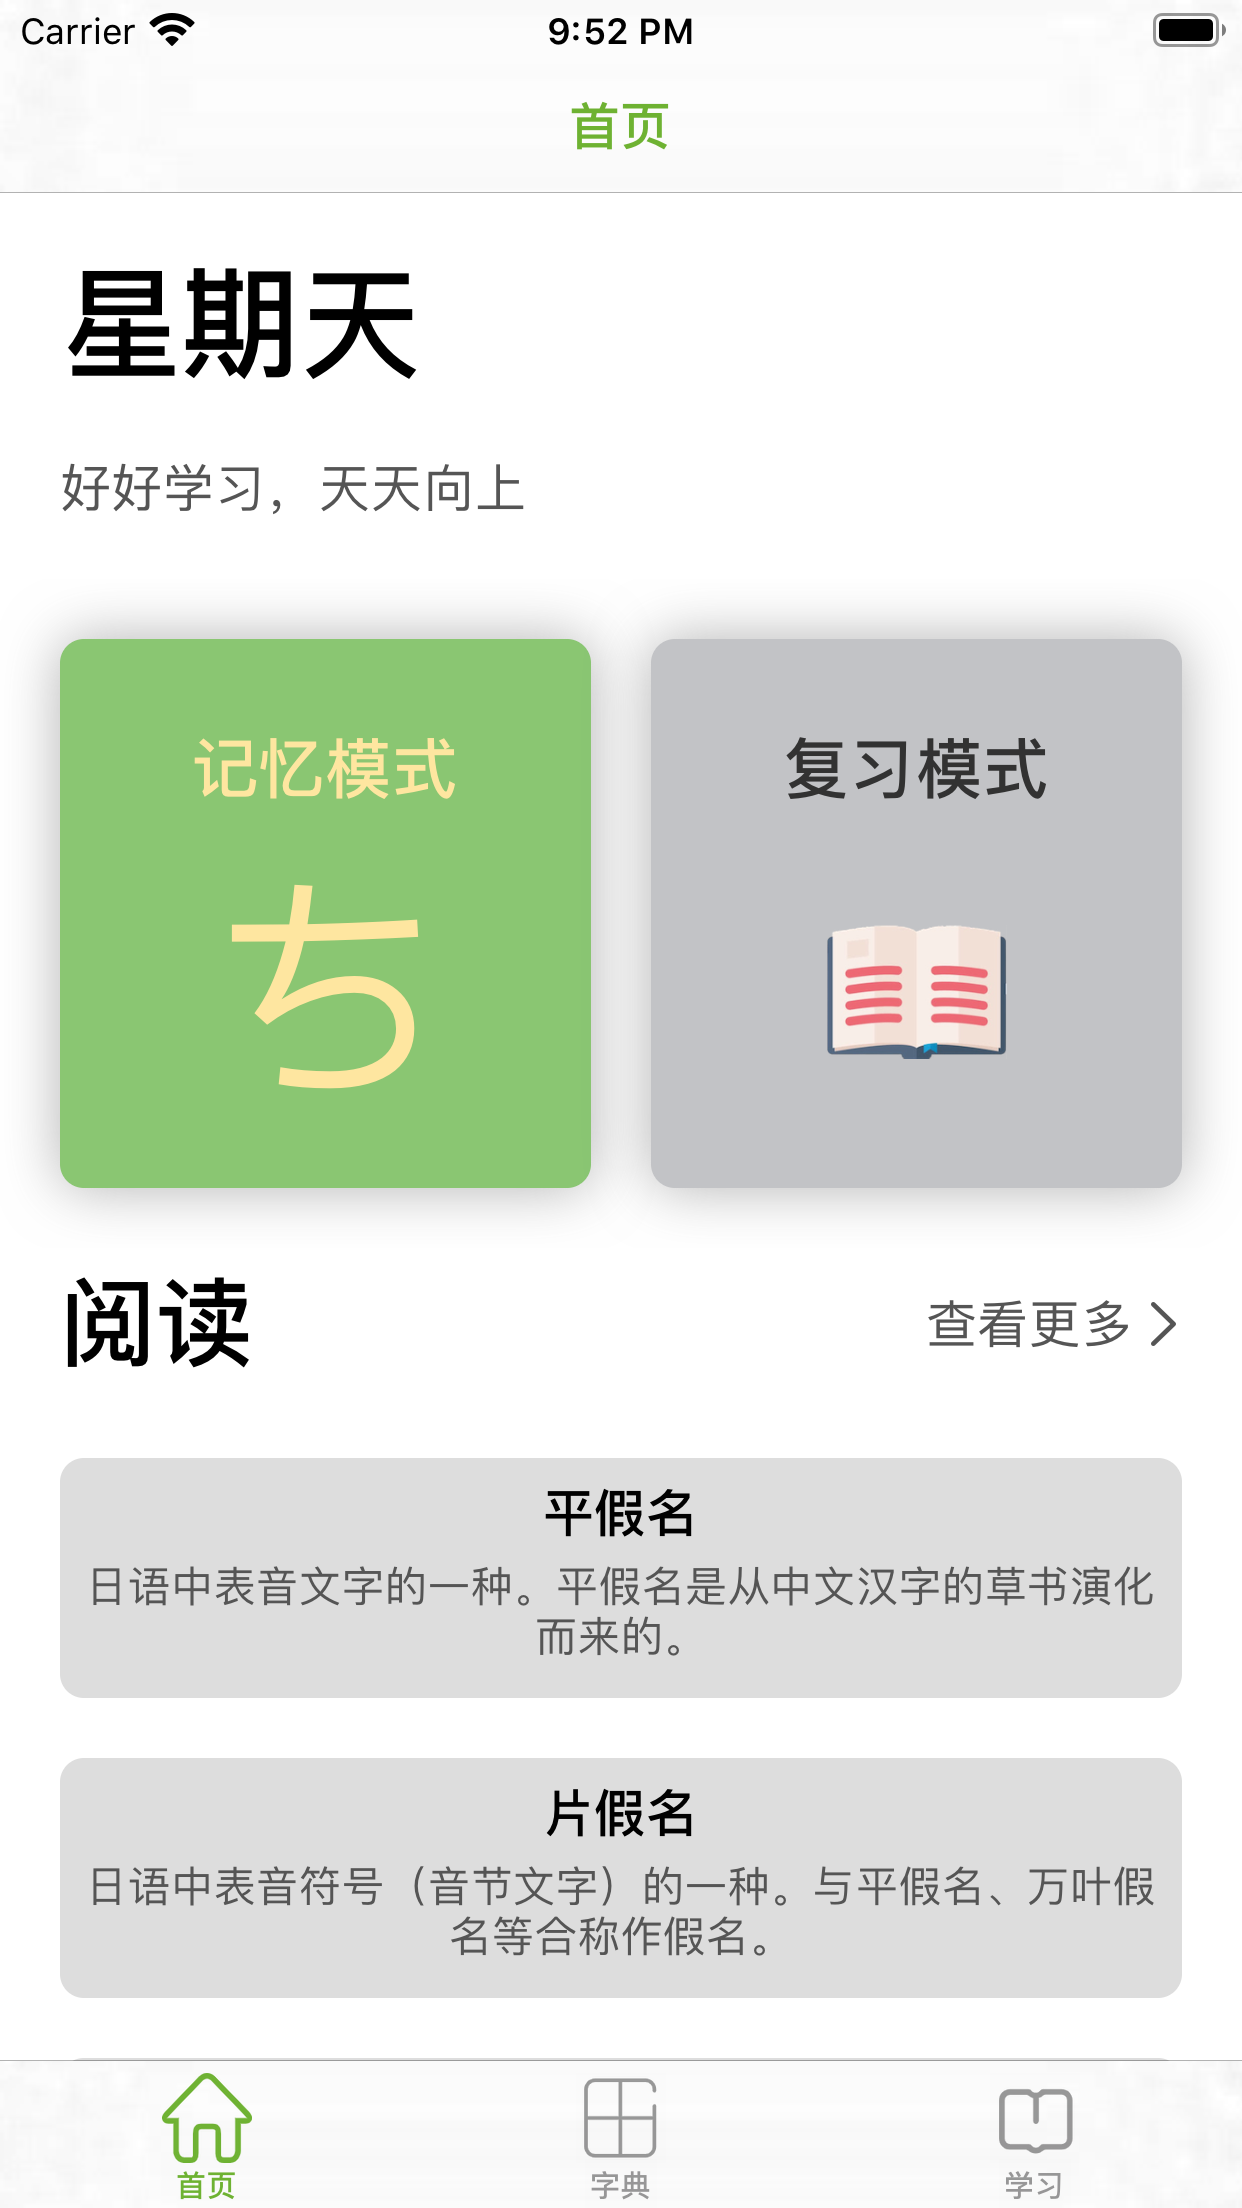 Carrier 9:52 PM
首页
星期天
好好学习，天天向上
记忆模式
复习模式
ち
阅读
查看更多
平假名
日语中表音文字的一种。平假名是从中文汉字的草书演化
而来的。
片假名
日语中表音符号（音节文字）的一种。与平假名、万叶假
名等合称作假名。
首页
字典
学习